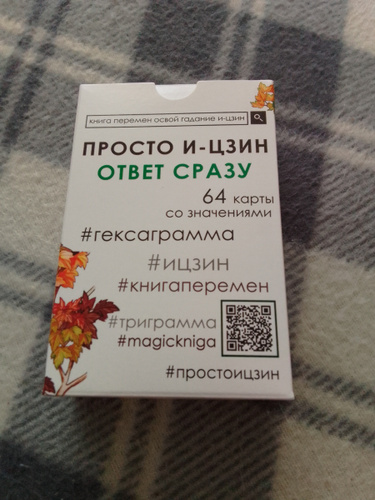 книга перемен освой гадание и-цзин
ПРОСТО И-ЦЗИН
ОТВЕТ СРАЗУ
64 карты
со значениями
#гексаграмма
#ицзин
#книгаперемен
#триграмма
#magickniga
#простоицзин